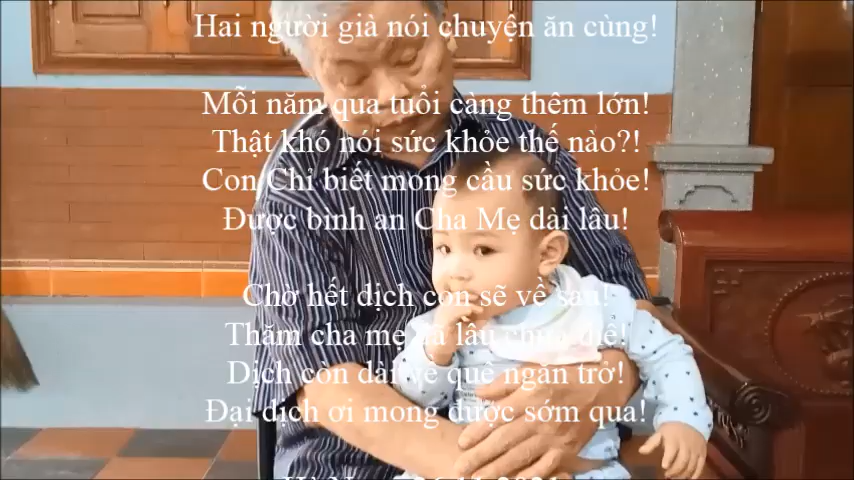 Hai người già nói chuyện ăn cùng!
Mỗi năm qua tuổi càng thêm lớn!
Thật khó nói sức khỏe thế nào?!
Con Chỉ biết mong cầu sức khỏe!
Được bình an Cha Mẹ dài lâu!
Chờ hết dịch con sẽ về sau!
Thăm cha mẹ đã lâu chưa thể!
Dịch còn dài về quê ngăn trở!
Đại dịch ơi mong được sớm qua!